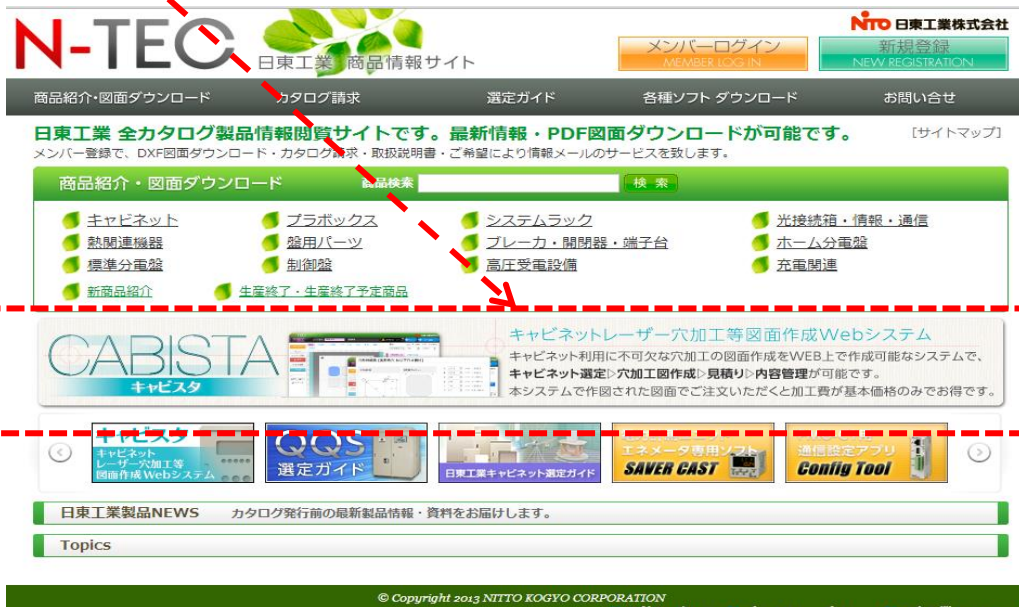 N-TEC
日東工業 商品情報サイト
NITO 日東工業株式会社
メンバーログイン
MEMBER LOG IN
新規登録
NEW REGISTRATION
商品紹介・図面ダウンロード カタログ請求 選定ガイド 各種ソフト ダウンロード お問い合せ
日東工業 全カタログ製品情報閲覧サイトです。最新情報・PDF図面ダウンロードが可能です。 [サイトマップ]
メンバー登録で、DXF図面ダウンロード・カタログ請求・取扱説明書・ご希望により情報メールのサービスを致します。
商品紹介・図面ダウンロード 商品検索 検 索
キャビネット プラボックス システムラック 光接続箱・情報・通信
熱関連機器 盤用パーツ ブレーカ・開閉器・端子台 ホーム分電盤
標準分電盤 制御盤 高圧受電設備 充電関連
新商品紹介 生産終了・生産終了予定商品
CABISTA
キャビスタ
キャビネットレーザー穴加工等図面作成Webシステム
キャビネット利用に不可欠な穴加工の図面作成をWEB上で作成可能なシステムで、
キャビネット選定▷穴加工図作成▷見積り▷内容管理が可能です。
本システムで作図された図面でご注文いただくと加工費が基本価格のみでお得です。
キャビスタ
キャビネット
レーザー穴加工等
図面作成 Webシステム
QQS
選定ガイド
日東工業キャビネット選定ガイド
エネメータ専用ソフト
SAVER CAST
通信設定アプリ
Config Tool
日東工業製品NEWS カタログ発行前の最新製品情報・資料をお届けします。
Topics
© Copyright 2013 NITTO KOGYO CORPORATION